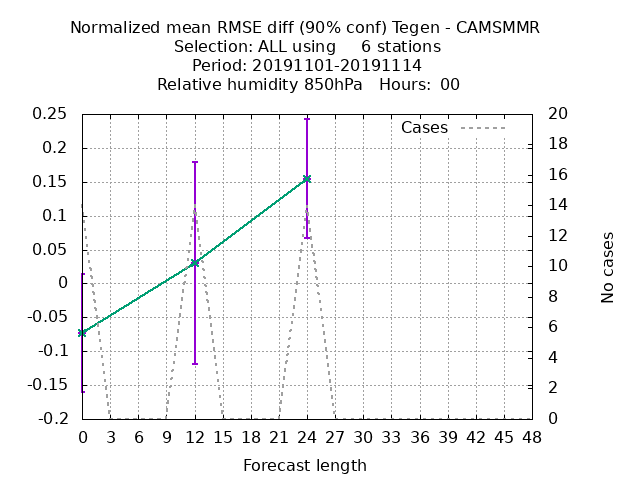 Normalized mean RMSE diff (90% conf) Tegen - CAMSMMR
Selection: ALL using 6 stations
Period: 20191101-20191114
Relative humidity 850hPa Hours: 00
Cases
0.25
0.2
0.15
0.1
0.05
0
-0.05
-0.1
-0.15
-0.2
20
18
16
14
12
10
8
6
4
2
0
No cases
0 3 6 9 12 15 18 21 24 27 30 33 36 39 42 45 48
Forecast length